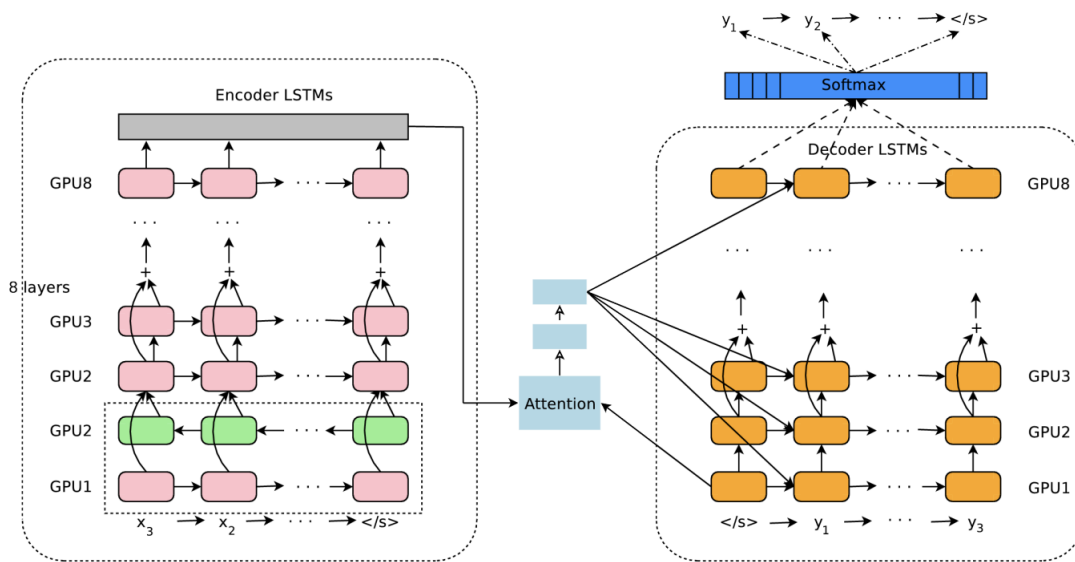 y1 y2 · · · </s>
Softmax
Encoder LSTMs
Decoder LSTMs
GPU8 · · · GPU8
· · · · · · · · · · · ·
+ + + 8 layers
+ + +
GPU3 · · · GPU3
GPU2 · · · GPU2
Attention
GPU2 · · · GPU1
GPU1 · · ·
x3 x2 · · · </s>
</s> y1 · · · y3